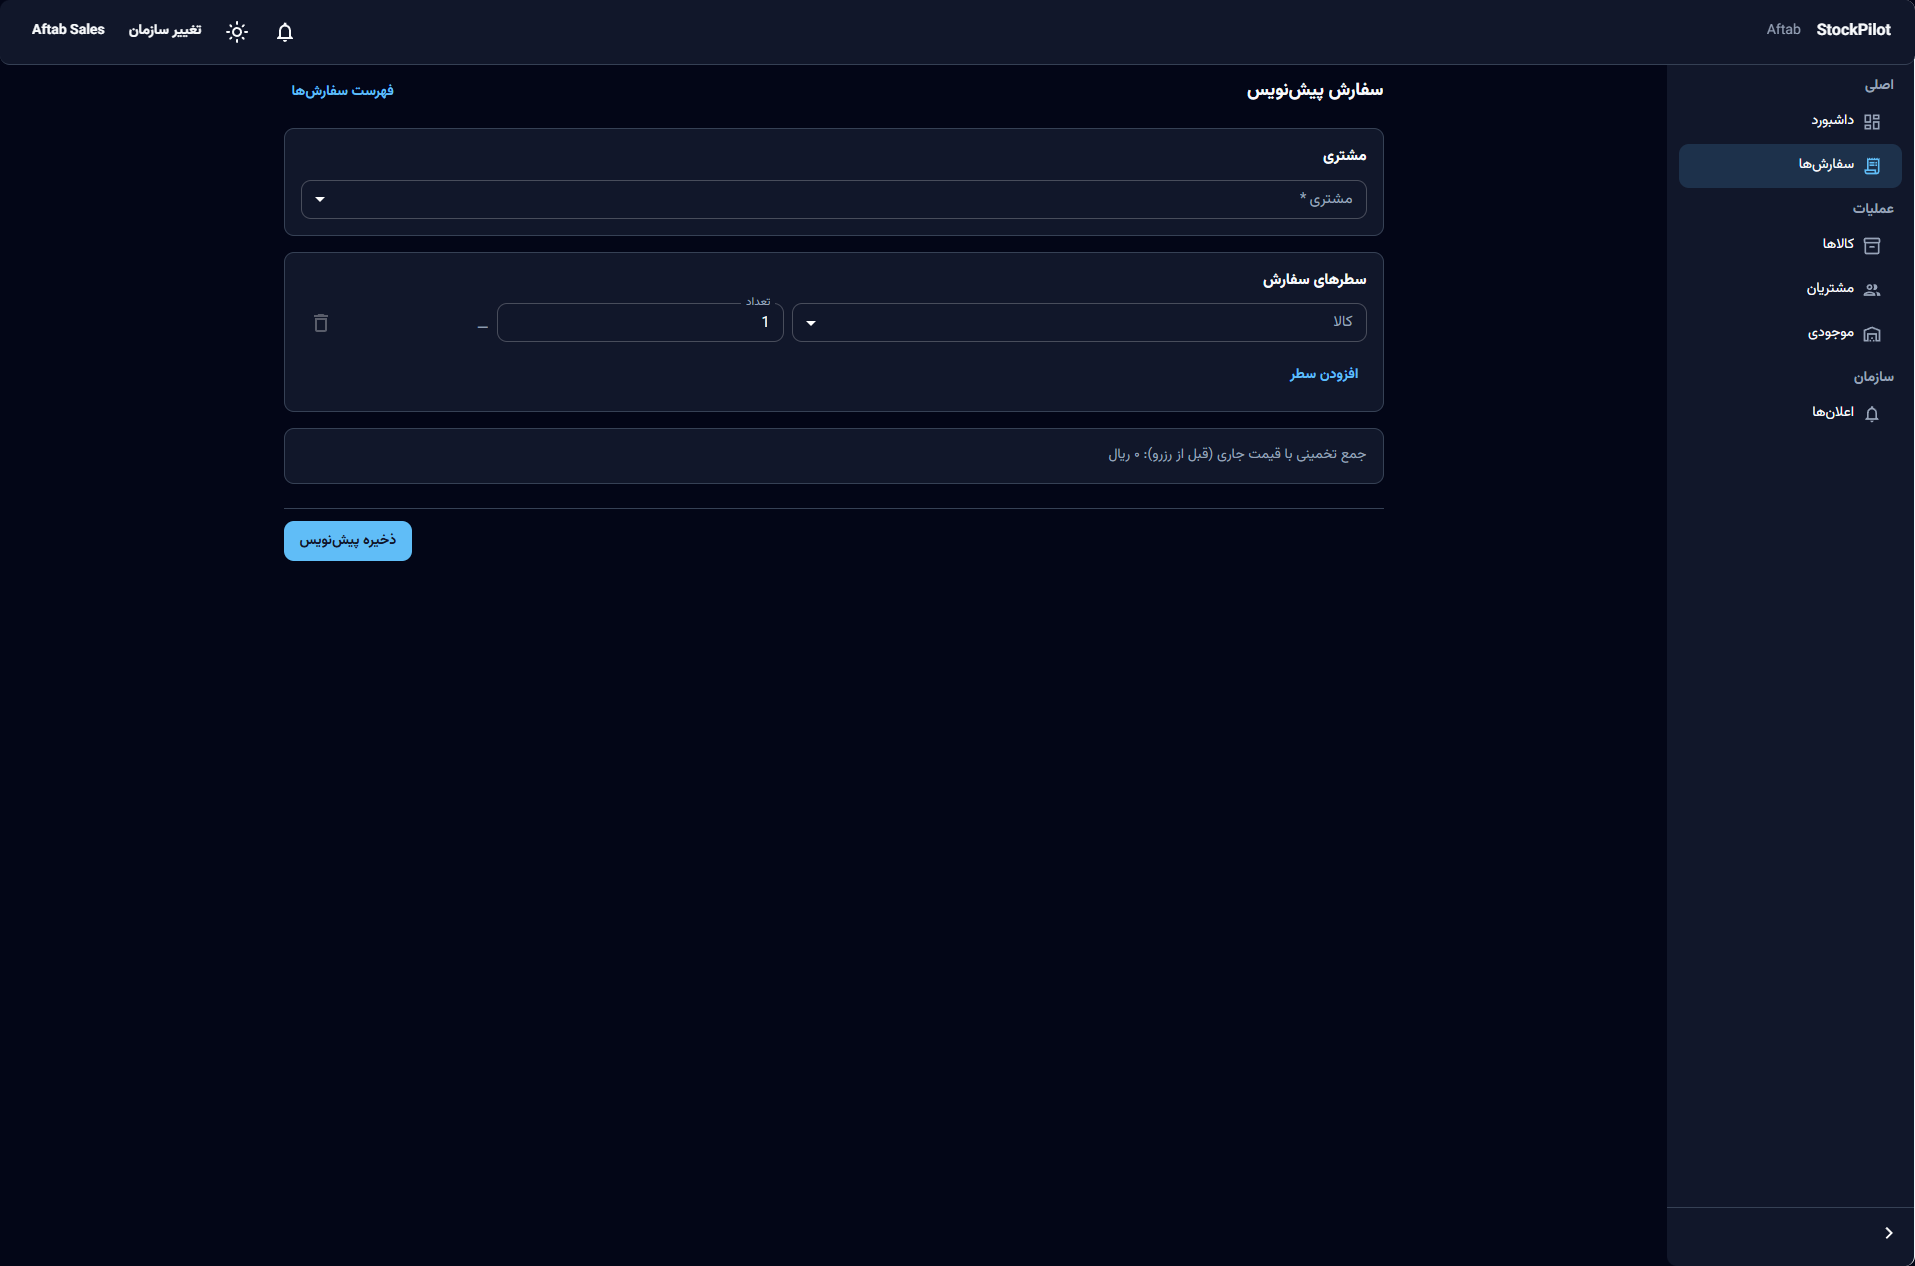 StockPilot Aftab تغییر سازمان Aftab Sales
اصلی
داشبورد
سفارش‌ها
عملیات
کالاها
مشتریان
موجودی
سازمان
اعلان‌ها
سفارش پیش‌نویس
فهرست سفارش‌ها
مشتری
مشتری *
سطرهای سفارش
کالا
تعداد
1
–
افزودن سطر
جمع تخمینی با قیمت جاری (قبل از رزرو): ۰ ریال
ذخیره پیش‌نویس